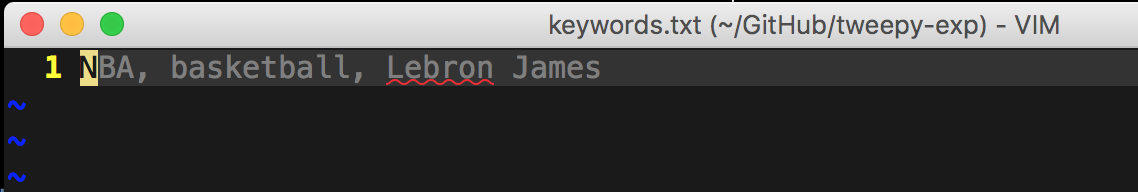 keywords.txt (~/GitHub/tweepy-exp) - VIM
1 NBA, basketball, Lebron James
~
~
~